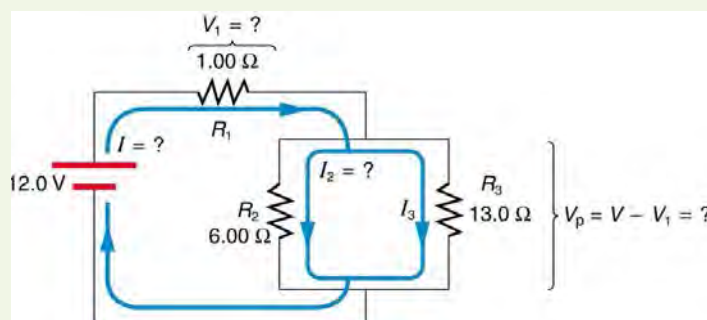 V₁ = ?
1.00 Ω
R₁
I = ?
12.0 V
I₂ = ?
R₂
6.00 Ω
I₃
R₃
13.0 Ω
Vₚ = V − V₁ = ?